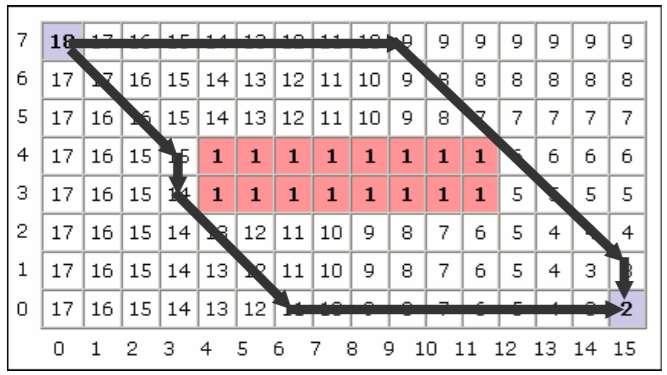 7 18 17 16 15 14 13 12 11 10 9 9 9 9 9 9 9
6 17 17 16 15 14 13 12 11 10 9 8 8 8 8 8 8
5 17 16 16 15 14 13 12 11 10 9 8 7 7 7 7 7
4 17 16 15 15 1 1 1 1 1 1 1 1 6 6 6 6
3 17 16 15 14 1 1 1 1 1 1 1 1 5 5 5 5
2 17 16 15 14 13 12 11 10 9 8 7 6 5 4 4 4
1 17 16 15 14 13 12 11 10 9 8 7 6 5 4 3 3
0 17 16 15 14 13 12 11 10 9 8 7 6 5 4 3 2
0 1 2 3 4 5 6 7 8 9 10 11 12 13 14 15